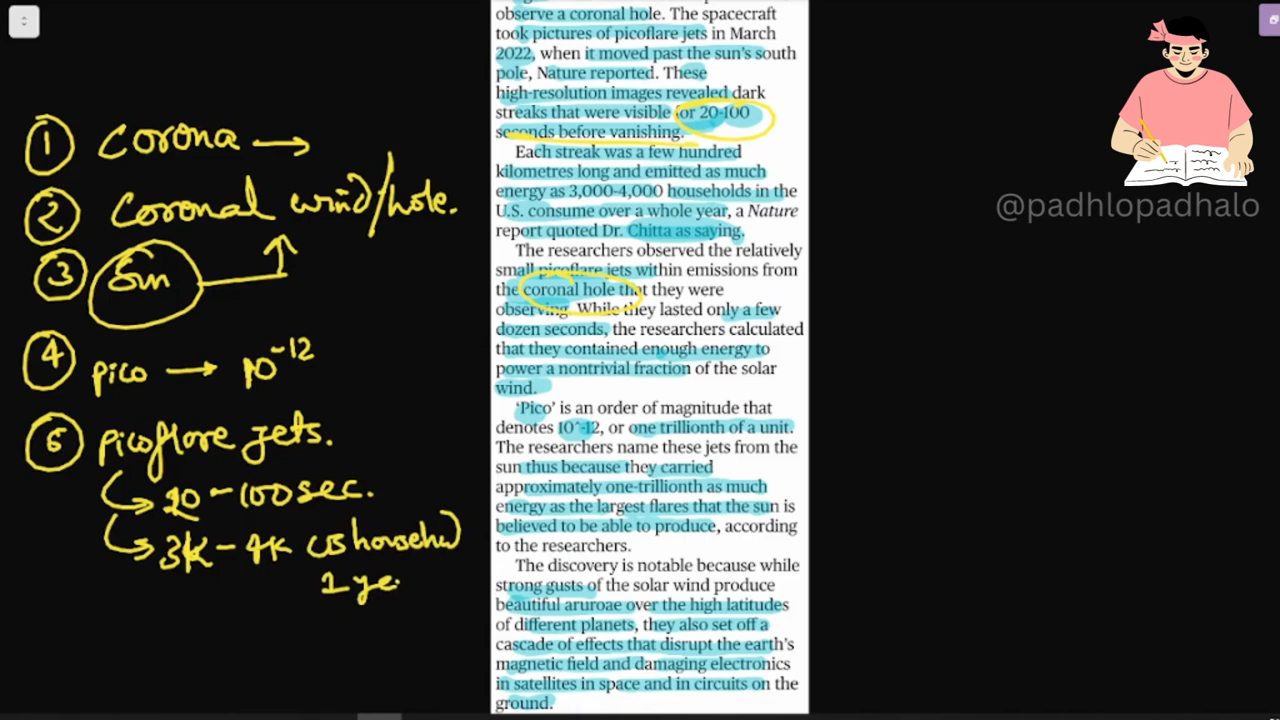 ① Corona →
② Coronal wind/hole.
③ Sun
④ pico → 10⁻¹²
⑥ picoflare jets.
20-100 sec.
3K-4K US household
1 ye
observe a coronal hole. The spacecraft
took pictures of picoflare jets in March
2022, when it moved past the sun's south
pole, Nature reported. These
high-resolution images revealed dark
streaks that were visible for 20-100
seconds before vanishing.
Each streak was a few hundred
kilometres long and emitted as much
energy as 3,000-4,000 households in the
U.S. consume over a whole year, a Nature
report quoted Dr. Chitta as saying.
The researchers observed the relatively
small picoflare jets within emissions from
the coronal hole that they were
observing. While they lasted only a few
dozen seconds, the researchers calculated
that they contained enough energy to
power a nontrivial fraction of the solar
wind.
'Pico' is an order of magnitude that
denotes 10^-12, or one trillionth of a unit.
The researchers name these jets from the
sun thus because they carried
approximately one-trillionth as much
energy as the largest flares that the sun is
believed to be able to produce, according
to the researchers.
The discovery is notable because while
strong gusts of the solar wind produce
beautiful aruroae over the high latitudes
of different planets, they also set off a
cascade of effects that disrupt the earth's
magnetic field and damaging electronics
in satellites in space and in circuits on the
ground.
@padhlopadhalo